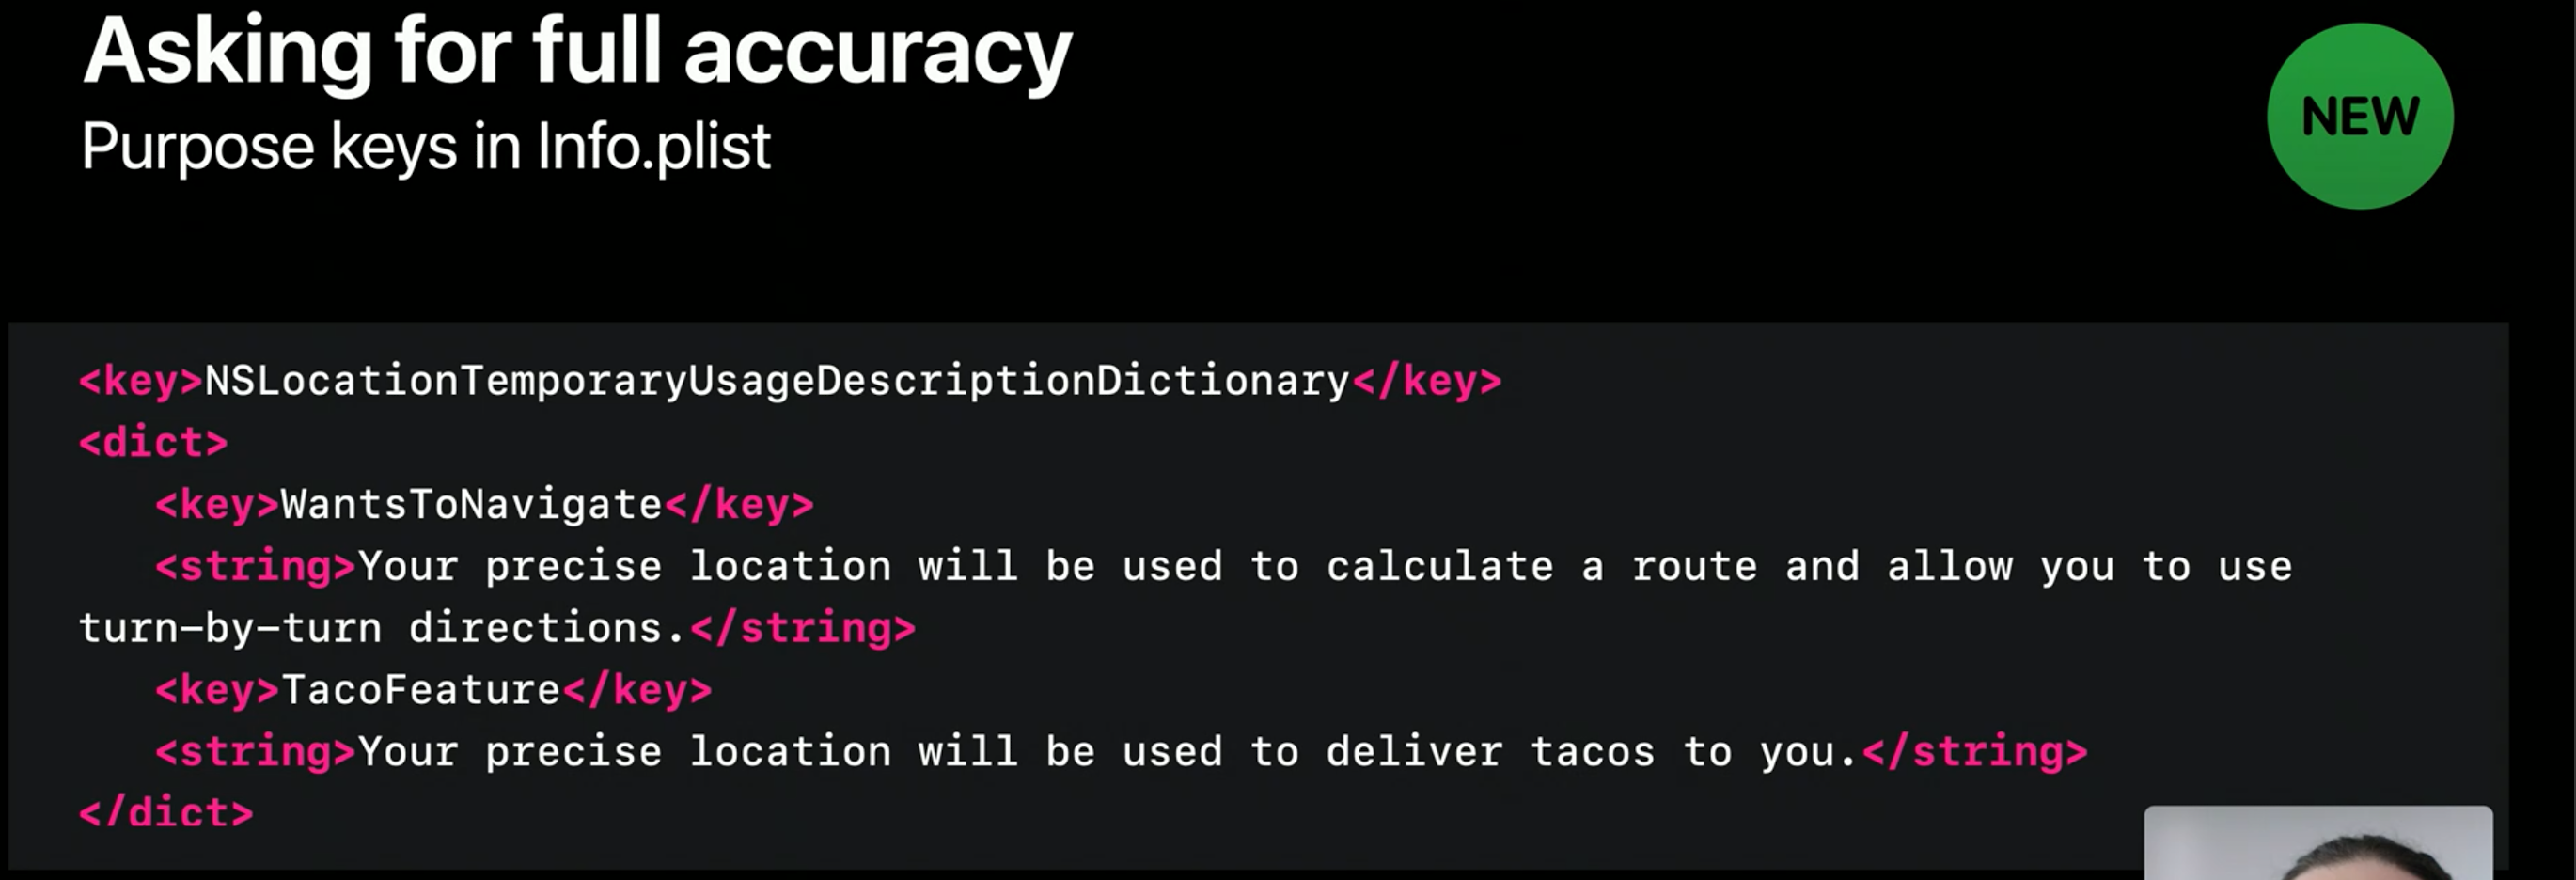 Asking for full accuracy
Purpose keys in Info.plist
NEW
<key>NSLocationTemporaryUsageDescriptionDictionary</key>
<dict>
<key>WantsToNavigate</key>
<string>Your precise location will be used to calculate a route and allow you to use
turn-by-turn directions.</string>
<key>TacoFeature</key>
<string>Your precise location will be used to deliver tacos to you.</string>
</dict>